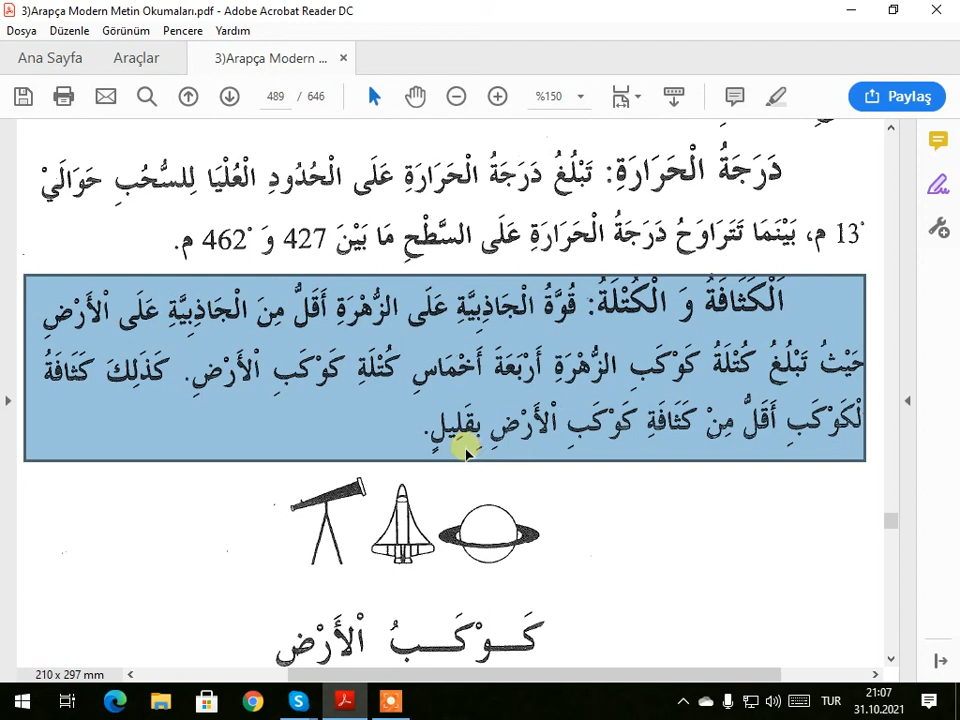 3)Arapça Modern Metin Okumaları.pdf - Adobe Acrobat Reader DC
Dosya Düzenle Görünüm Pencere Yardım
Ana Sayfa Araçlar 3)Arapça Modern ... ×
489 / 646 %150 Paylaş
دَرَجَةُ الْحَرَارَةِ: تَبْلُغُ دَرَجَةُ الْحَرَارَةِ عَلَى الْحُدُودِ الْعُلْيَا لِلسُّحُبِ حَوَالَيْ
13° م، بَيْنَمَا تَتَرَاوَحُ دَرَجَةُ الْحَرَارَةِ عَلَى السَّطْحِ مَا بَيْنَ 427 وَ 462° م.
اَلْكَثَافَةُ وَ الْكُتْلَةُ: قُوَّةُ الْجَاذِبِيَّةِ عَلَى الزُّهْرَةِ أَقَلُّ مِنَ الْجَاذِبِيَّةِ عَلَى الْأَرْضِ
حَيْثُ تَبْلُغُ كُتْلَةُ كَوْكَبِ الزُّهْرَةِ أَرْبَعَةَ أَخْمَاسِ كُتْلَةِ كَوْكَبِ الْأَرْضِ. كَذَلِكَ كَثَافَةُ
لْكَوْكَبِ أَقَلُّ مِنْ كَثَافَةِ كَوْكَبِ الْأَرْضِ بِقَلِيلٍ.
كَـــوْكَـــبُ الْأَرْضِ
210 x 297 mm
TUR
21:07
31.10.2021